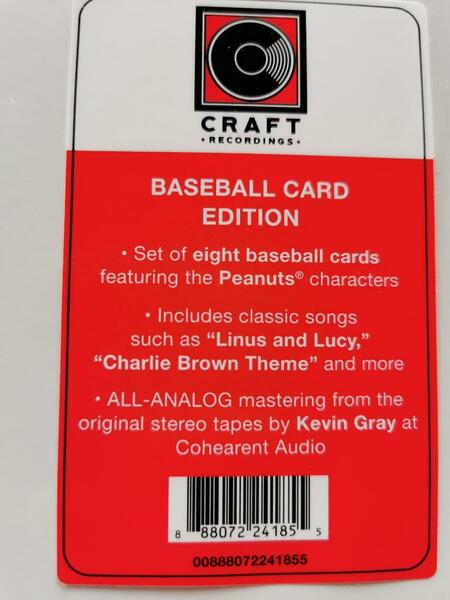 CRAFT
• RECORDINGS •
BASEBALL CARD
EDITION
• Set of eight baseball cards
featuring the Peanuts® characters
• Includes classic songs
such as “Linus and Lucy,”
“Charlie Brown Theme” and more
• ALL-ANALOG mastering from the
original stereo tapes by Kevin Gray at
Cohearent Audio
8 88072 24185 5
00888072241855